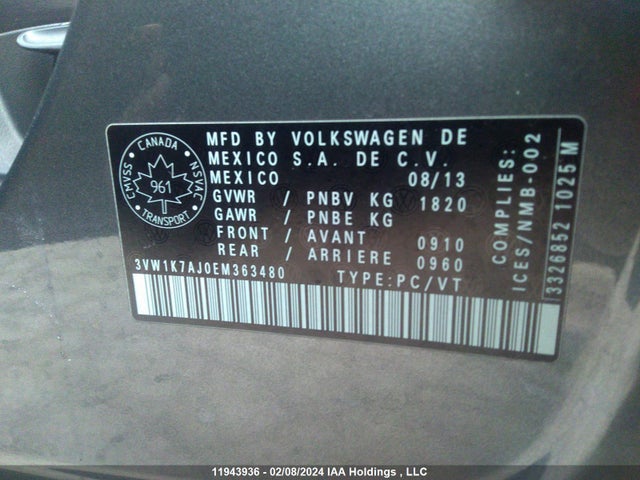 CANADA
CMVSS
961
NSVAC
TRANSPORT
MFD BY VOLKSWAGEN DE
MEXICO S.A. DE C.V.
MEXICO 08/13
GVWR / PNBV KG 1820
GAWR / PNBE KG
FRONT / AVANT 0910
REAR / ARRIERE 0960
3VW1K7AJ0EM363480 TYPE:PC/VT
COMPLIES:
ICES/NMB-002
3326852 1025 M
11943936 - 02/08/2024 IAA Holdings , LLC